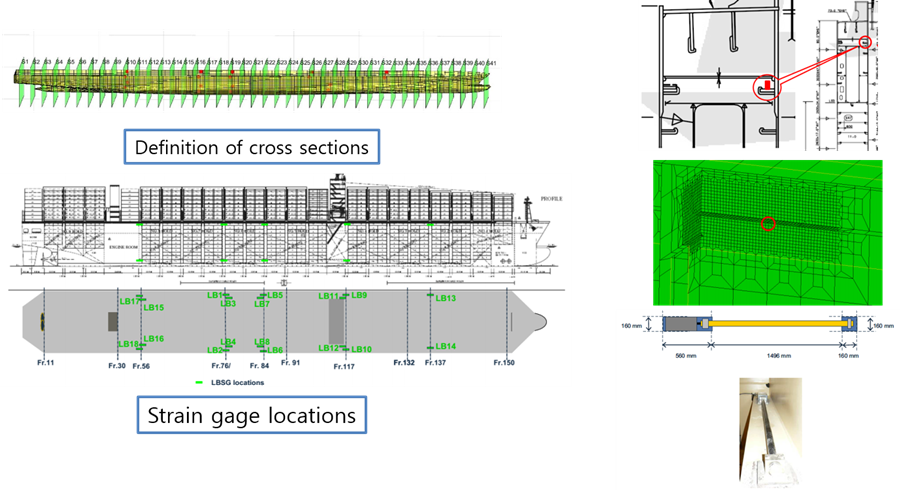 S1 S2 S3 S4 S5 S6 S7 S8 S9 S10 S11 S12 S13 S14 S15 S16 S17 S18 S19 S20 S21 S22 S23 S24 S25 S26 S27 S28 S29 S30 S31 S32 S33 S34 S35 S36 S37 S38 S39 S40 S41
Definition of cross sections
PROFILE
ENGINE ROOM
LB17
LB15
LB1
LB3
LB5
LB7
LB11
LB9
LB13
LB18
LB16
LB2
LB4
LB8
LB6
LB12
LB10
LB14
Fr.11
Fr.30
Fr.56
Fr.76/
Fr. 84
Fr. 91
Fr.117
Fr.132
Fr.137
Fr.150
LBSG locations
Strain gage locations
160 mm
160 mm
560 mm
1496 mm
160 mm